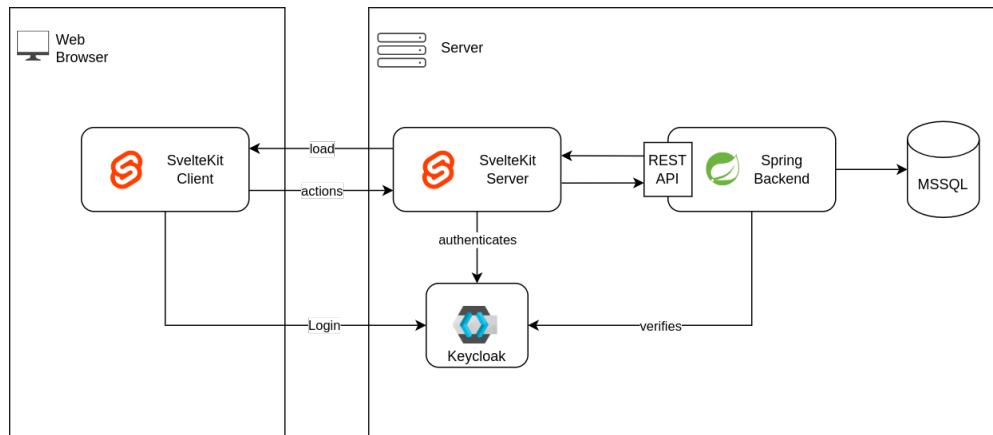 Web
Browser
Server
SvelteKit
Client
load
actions
SvelteKit
Server
REST
API
Spring
Backend
MSSQL
authenticates
Login
Keycloak
verifies